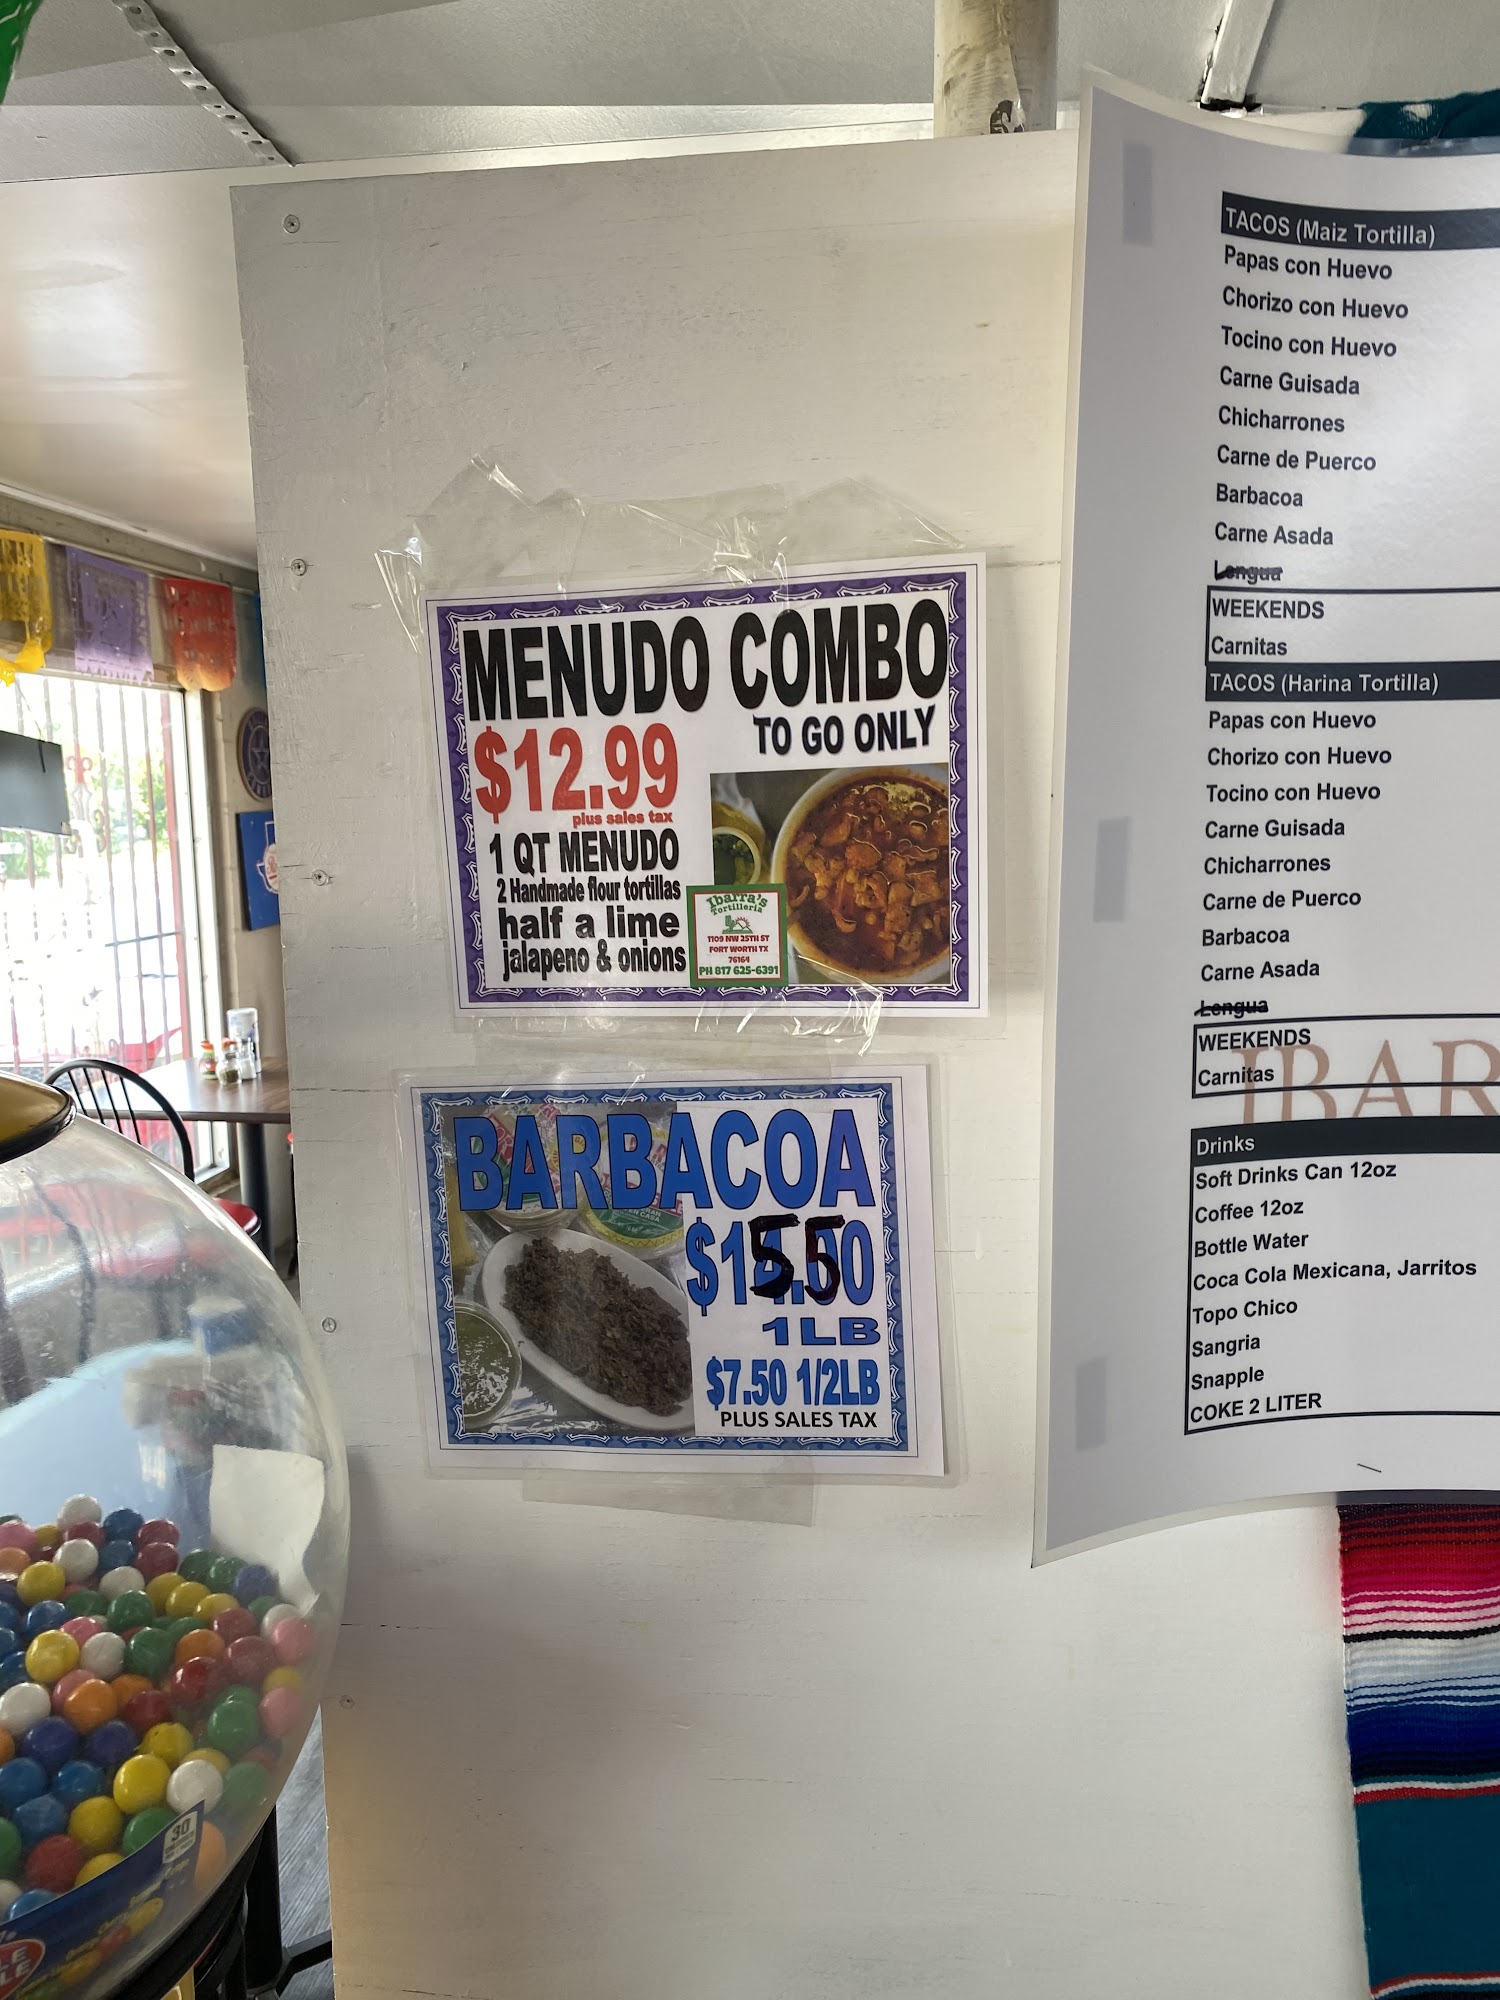 MENUDO COMBO
TO GO ONLY
$12.99
plus sales tax
1 QT MENUDO
2 Handmade flour tortillas
half a lime
jalapeno & onions
Ibarra's
Tortilleria
1109 NW 25TH ST
FORT WORTH TX
76164
PH 817 625-6391
BARBACOA
$15.50
1LB
$7.50 1/2LB
PLUS SALES TAX
TACOS (Maiz Tortilla)
Papas con Huevo
Chorizo con Huevo
Tocino con Huevo
Carne Guisada
Chicharrones
Carne de Puerco
Barbacoa
Carne Asada
Lengua
WEEKENDS
Carnitas
TACOS (Harina Tortilla)
Papas con Huevo
Chorizo con Huevo
Tocino con Huevo
Carne Guisada
Chicharrones
Carne de Puerco
Barbacoa
Carne Asada
Lengua
WEEKENDS
Carnitas
IBAR
Drinks
Soft Drinks Can 12oz
Coffee 12oz
Bottle Water
Coca Cola Mexicana, Jarritos
Topo Chico
Sangria
Snapple
COKE 2 LITER
30